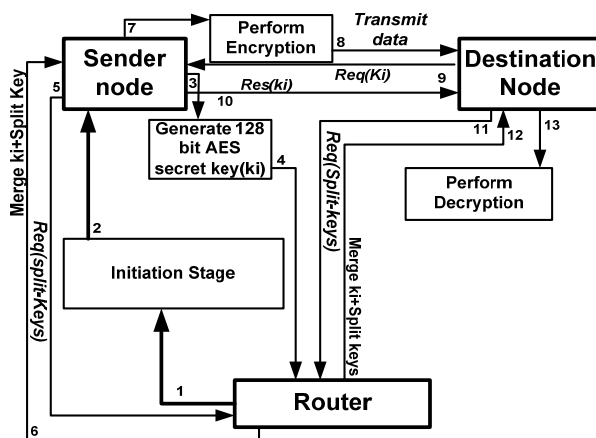 7
Perform
Encryption
Transmit
data
8
Sender
node
Destination
Node
Req(Ki)
9
5
3
Res(ki)
10
11
12
13
Generate 128
bit AES
secret key(ki)
4
Perform
Decryption
Merge ki+Split Key
Req(split-Keys)
Req(Split-keys)
Merge ki+Split keys
2
Initiation Stage
1
Router
6